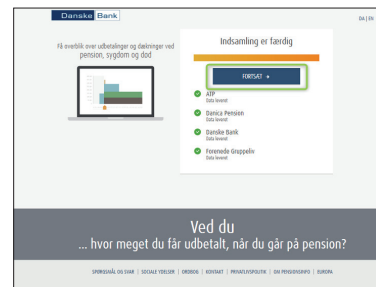 Danske Bank
DA | EN
Få overblik over udbetalinger og dækninger ved
pension, sygdom og død
Indsamling er færdig
FORTSÆT
ATP
Data leveret
Danica Pension
Data leveret
Danske Bank
Data leveret
Forenede Gruppeliv
Data leveret
Ved du
... hvor meget du får udbetalt, når du går på pension?
SPØRGSMÅL OG SVAR | SOCIALE YDELSER | ORDBOG | KONTAKT | PRIVATLIVSPOLITIK | OM PENSIONSINFO | EUROPA